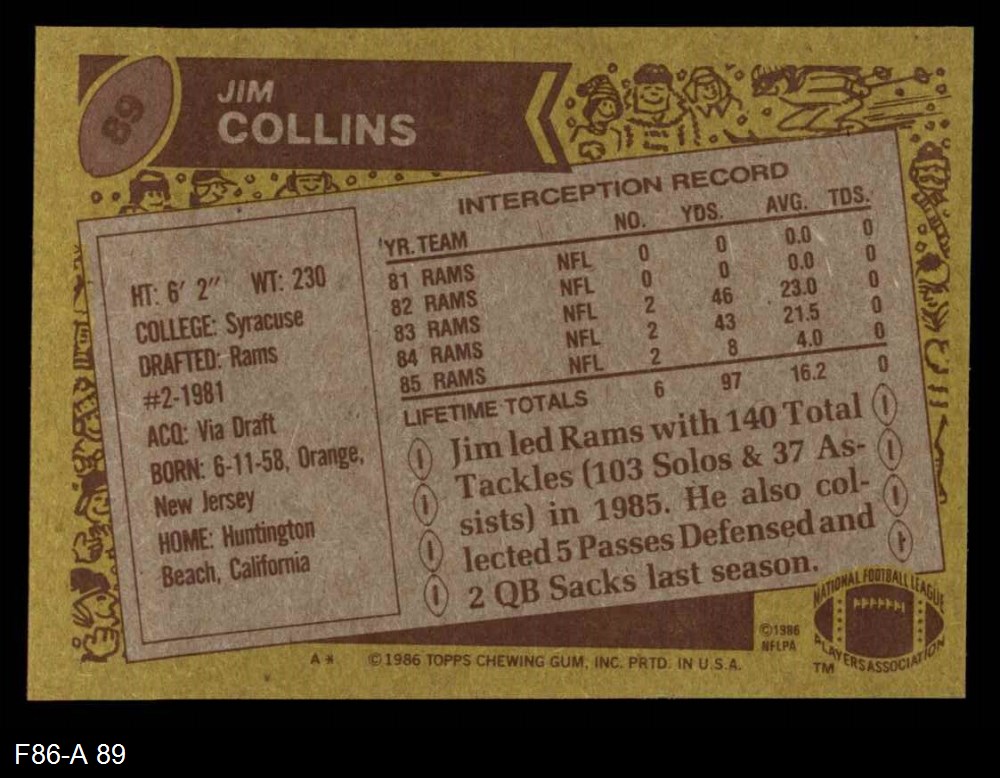 89
JIM
COLLINS
HT: 6' 2" WT: 230
COLLEGE: Syracuse
DRAFTED: Rams
#2-1981
ACQ: Via Draft
BORN: 6-11-58, Orange,
New Jersey
HOME: Huntington
Beach, California
INTERCEPTION RECORD
YR. TEAM NO. YDS. AVG. TDS.
81 RAMS NFL 0 0 0.0 0
82 RAMS NFL 0 0 0.0 0
83 RAMS NFL 2 46 23.0 0
84 RAMS NFL 2 43 21.5 0
85 RAMS NFL 2 8 4.0 0
LIFETIME TOTALS 6 97 16.2 0
Jim led Rams with 140 Total
Tackles (103 Solos & 37 As-
sists) in 1985. He also col-
lected 5 Passes Defensed and
2 QB Sacks last season.
©1986
NFLPA
NATIONAL FOOTBALL LEAGUE
PLAYERS ASSOCIATION
TM
A* ©1986 TOPPS CHEWING GUM, INC. PRTD. IN U.S.A.
F86-A 89